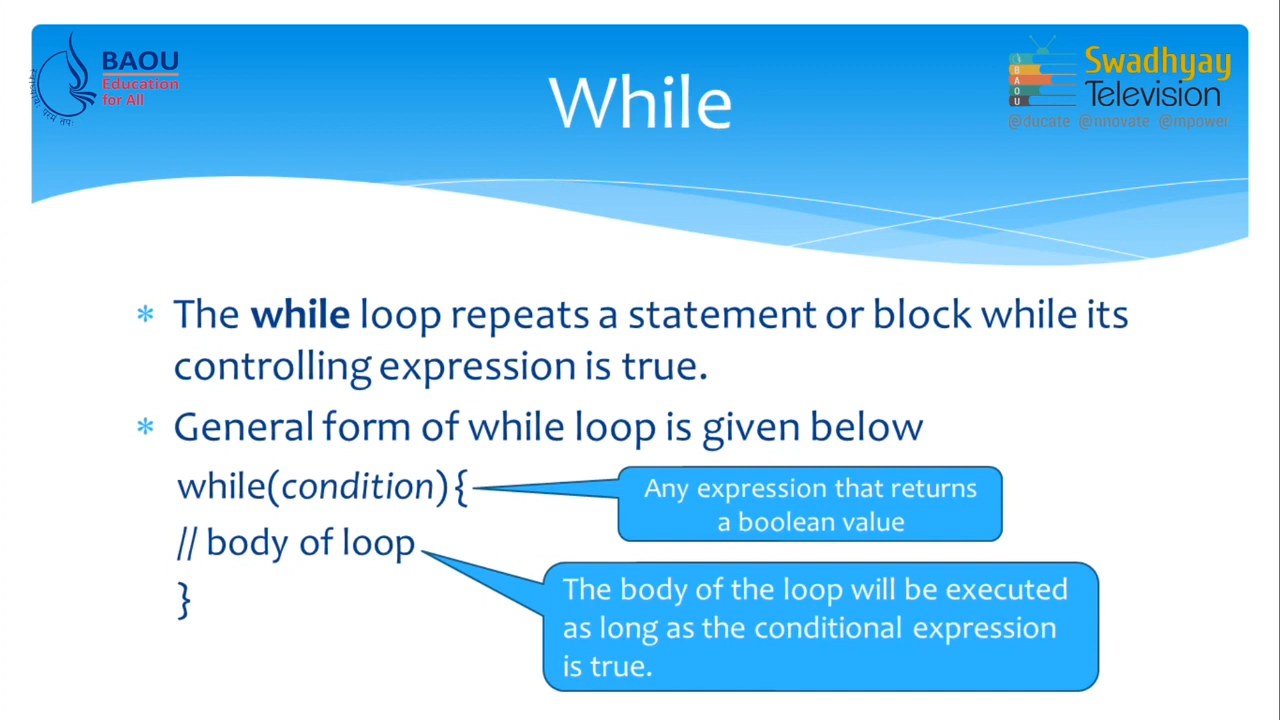 BAOU
Education
for All
स्वाध्यायः परमं तपः
While
Swadhyay
Television
@ducate @nnovate @mpower
BAOU
* The while loop repeats a statement or block while its
controlling expression is true.
* General form of while loop is given below
while(condition){
Any expression that returns
a boolean value
// body of loop
The body of the loop will be executed
as long as the conditional expression
is true.
}